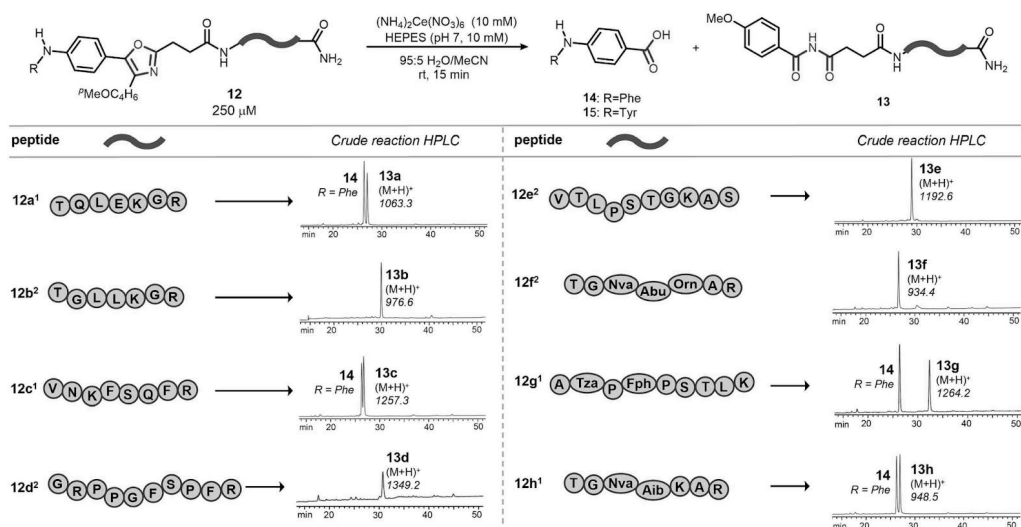 (NH₄)₂Ce(NO₃)₆ (10 mM)
HEPES (pH 7, 10 mM)
95:5 H₂O/MeCN
rt, 15 min
H
N
R
O
N
ᵖMeOC₄H₆
O
N
H
O
NH₂
12
250 μM
H
N
R
O
OH
14: R=Phe
15: R=Tyr
+
MeO
O
H
N
O
O
N
H
O
NH₂
13
peptide
Crude reaction HPLC
12a¹
T Q L E K G R
14
R = Phe
13a
(M+H)⁺
1063.3
min 20 30 40 50
12b²
T G L L K G R
13b
(M+H)⁺
976.6
min 20 30 40 50
12c¹
V N K F S Q F R
14
R = Phe
13c
(M+H)⁺
1257.3
min 20 30 40 50
12d²
G R P P G F S P F R
13d
(M+H)⁺
1349.2
min 20 30 40 50
peptide
Crude reaction HPLC
12e²
V T L P S T G K A S
13e
(M+H)⁺
1192.6
min 20 30 40 50
12f²
T G Nva Abu Orn A R
13f
(M+H)⁺
934.4
min 20 30 40 50
12g¹
A Tza P Fph P S T L K
14
R = Phe
13g
(M+H)⁺
1264.2
min 20 30 40 50
12h¹
T G Nva Aib K A R
14
R = Phe
13h
(M+H)⁺
948.5
min 20 30 40 50